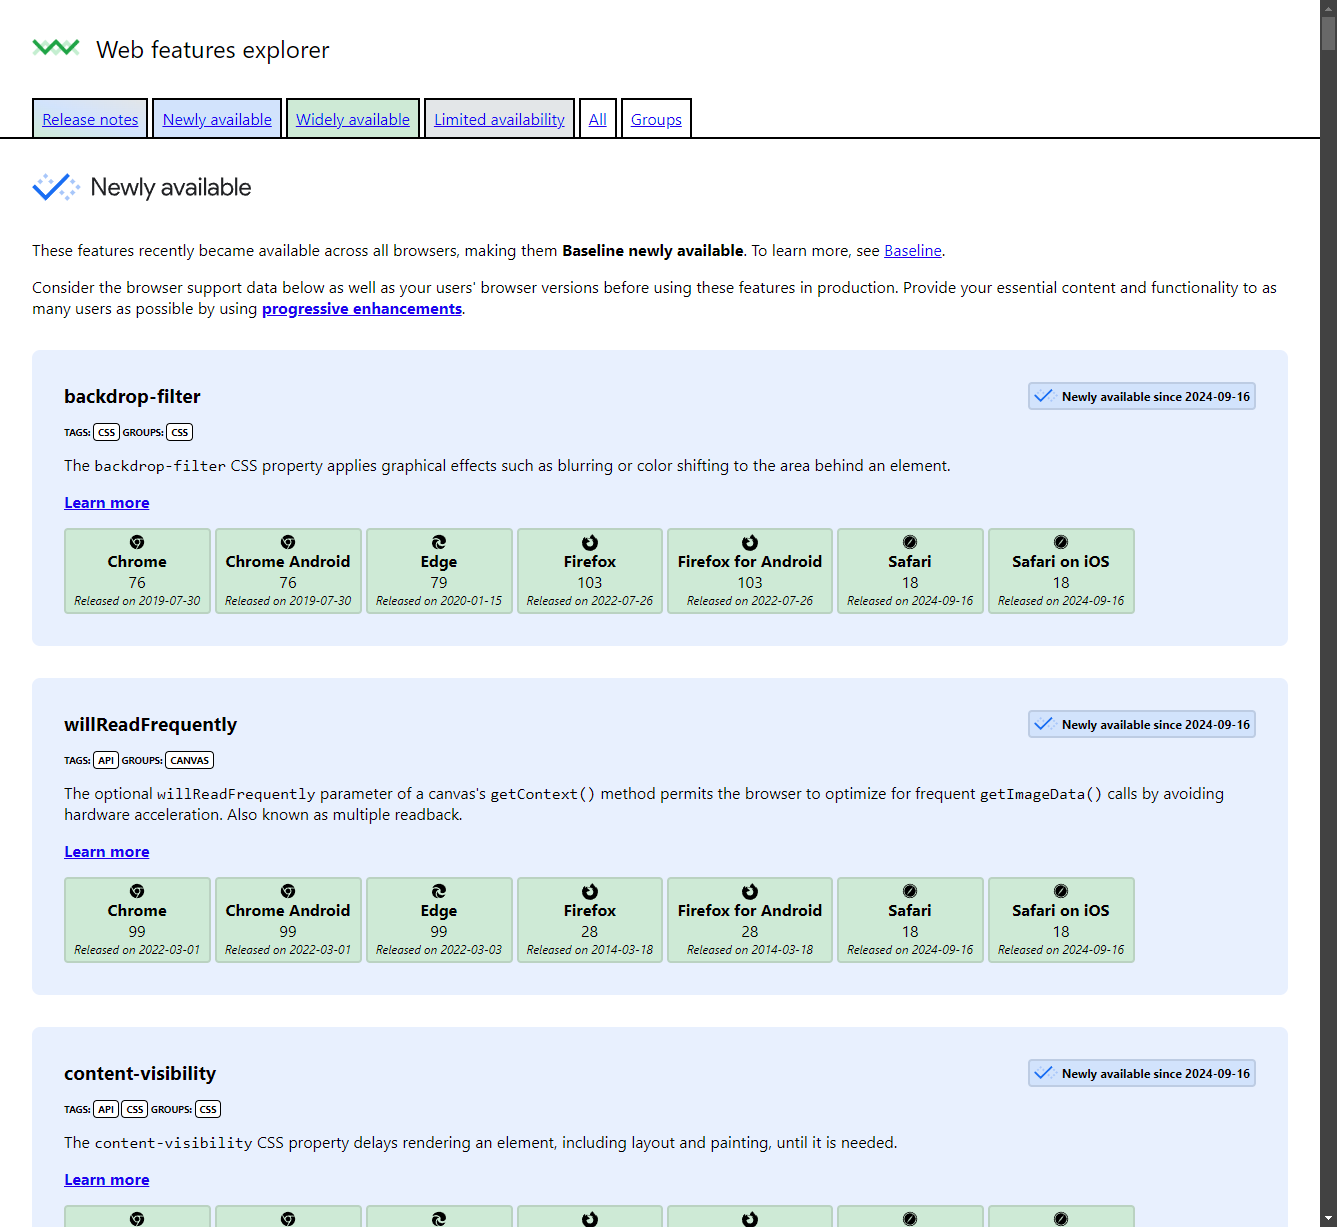 Web features explorer
Release notes
Newly available
Widely available
Limited availability
All
Groups
Newly available
These features recently became available across all browsers, making them Baseline newly available. To learn more, see Baseline.
Consider the browser support data below as well as your users' browser versions before using these features in production. Provide your essential content and functionality to as
many users as possible by using progressive enhancements.
backdrop-filter
Newly available since 2024-09-16
TAGS: CSS GROUPS: CSS
The backdrop-filter CSS property applies graphical effects such as blurring or color shifting to the area behind an element.
Learn more
Chrome
76
Released on 2019-07-30
Chrome Android
76
Released on 2019-07-30
Edge
79
Released on 2020-01-15
Firefox
103
Released on 2022-07-26
Firefox for Android
103
Released on 2022-07-26
Safari
18
Released on 2024-09-16
Safari on iOS
18
Released on 2024-09-16
willReadFrequently
Newly available since 2024-09-16
TAGS: API GROUPS: CANVAS
The optional willReadFrequently parameter of a canvas's getContext() method permits the browser to optimize for frequent getImageData() calls by avoiding
hardware acceleration. Also known as multiple readback.
Learn more
Chrome
99
Released on 2022-03-01
Chrome Android
99
Released on 2022-03-01
Edge
99
Released on 2022-03-03
Firefox
28
Released on 2014-03-18
Firefox for Android
28
Released on 2014-03-18
Safari
18
Released on 2024-09-16
Safari on iOS
18
Released on 2024-09-16
content-visibility
Newly available since 2024-09-16
TAGS: API CSS GROUPS: CSS
The content-visibility CSS property delays rendering an element, including layout and painting, until it is needed.
Learn more